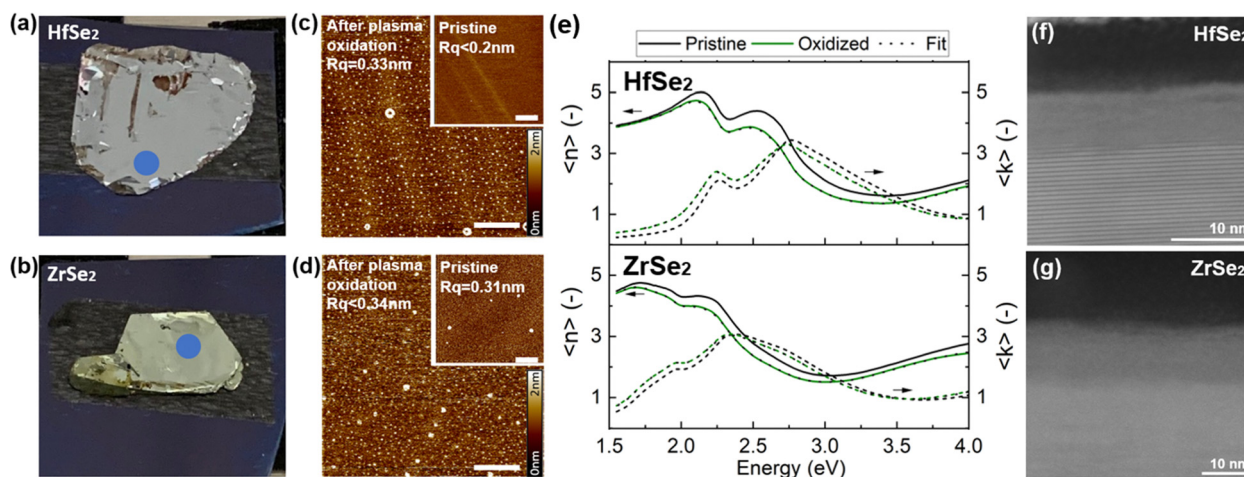 (a)
HfSe2
(b)
ZrSe2
(c)
After plasma
oxidation
Rq=0.33nm
Pristine
Rq<0.2nm
2nm
0nm
(d)
After plasma
oxidation
Rq<0.34nm
Pristine
Rq=0.31nm
2nm
0nm
(e)
Pristine Oxidized Fit
HfSe2
<n> (-)
5
3
1
<k> (-)
5
3
1
ZrSe2
<n> (-)
5
3
1
<k> (-)
5
3
1
1.5 2.0 2.5 3.0 3.5 4.0
Energy (eV)
(f)
HfSe2
10 nm
(g)
ZrSe2
10 nm